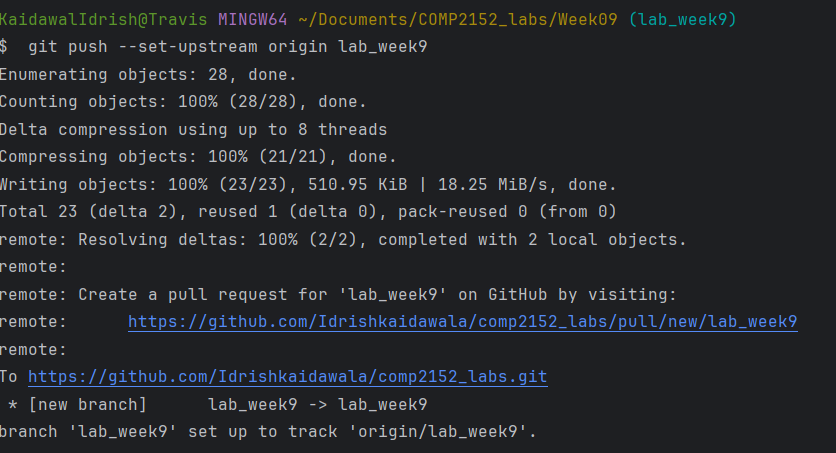 KaidawalIdrish@Travis MINGW64 ~/Documents/COMP2152_labs/Week09 (lab_week9)
$  git push --set-upstream origin lab_week9
Enumerating objects: 28, done.
Counting objects: 100% (28/28), done.
Delta compression using up to 8 threads
Compressing objects: 100% (21/21), done.
Writing objects: 100% (23/23), 510.95 KiB | 18.25 MiB/s, done.
Total 23 (delta 2), reused 1 (delta 0), pack-reused 0 (from 0)
remote: Resolving deltas: 100% (2/2), completed with 2 local objects.
remote:
remote: Create a pull request for 'lab_week9' on GitHub by visiting:
remote:      https://github.com/Idrishkaidawala/comp2152_labs/pull/new/lab_week9
remote:
To https://github.com/Idrishkaidawala/comp2152_labs.git
 * [new branch]      lab_week9 -> lab_week9
branch 'lab_week9' set up to track 'origin/lab_week9'.